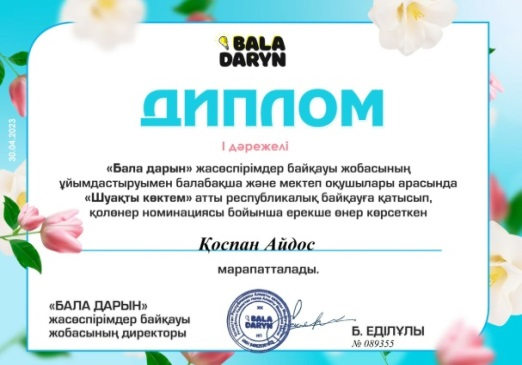 BALA
DARYN
ДИПЛОМ
І дәрежелі
30.04.2023
«Бала дарын» жасөспірімдер байқауы жобасының
ұйымдастыруымен балабақша және мектеп оқушылары арасында
«Шуақты көктем» атты республикалық байқауға қатысып,
қолөнер номинациясы бойынша ерекше өнер көрсеткен
Қоспан Айдос
марапатталады.
«БАЛА ДАРЫН»
жасөспірімдер байқауы
жобасының директоры
BALA
DARYN
Б. ЕДІЛҰЛЫ
№ 089355